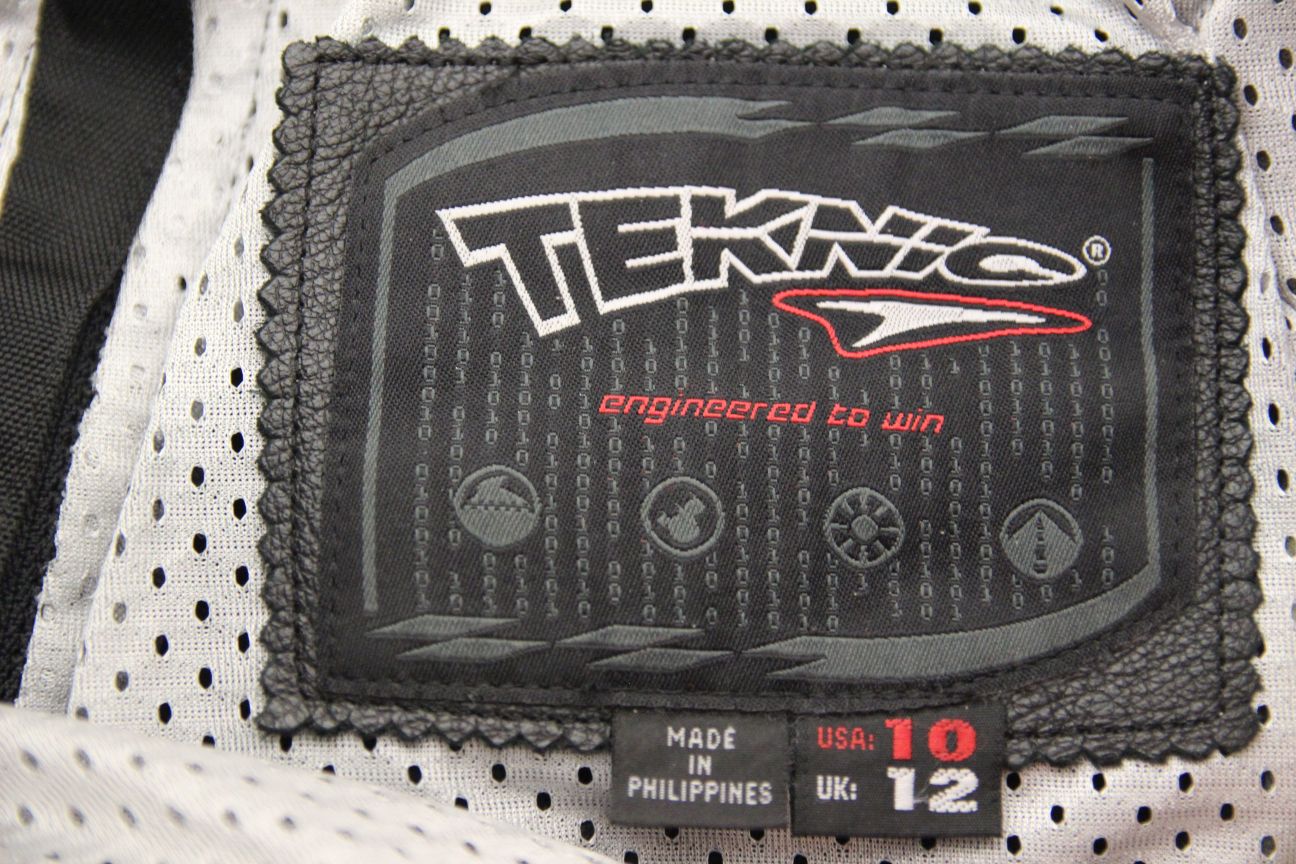 TEKNIC®
engineered to win
MADE
IN
PHILIPPINES
USA: 10
UK: 12